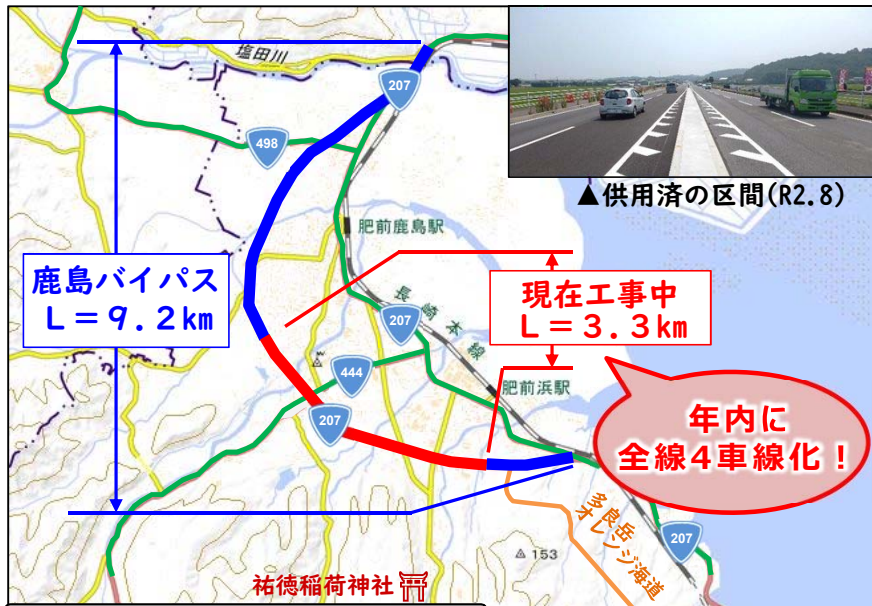 塩田川
207
498
▲供用済の区間(R2.8)
肥前鹿島駅
鹿島バイパス
L=9.2km
現在工事中
L=3.3km
長崎本線
207
444
肥前浜駅
207
年内に
全線4車線化！
多良岳
オレンジ海道
207
153
祐徳稲荷神社